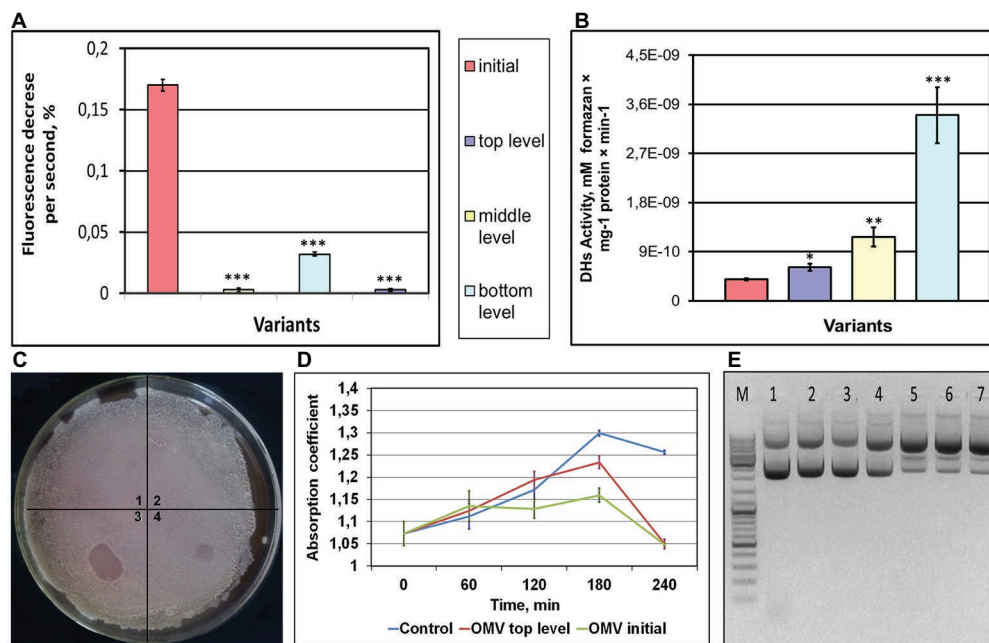 A
Fluorescence decrese
per second, %
0,2
0,15
0,1
0,05
0
***
***
***
Variants
initial
top level
middle
level
bottom
level
B
DHs Activity, mM formazan ×
mg-1 protein × min-1
4,5E-09
3,6E-09
2,7E-09
1,8E-09
9E-10
0
*
**
***
Variants
C
1 2
3 4
D
Absorption coefficient
1,4
1,35
1,3
1,25
1,2
1,15
1,1
1,05
1
0 60 120 180 240
Time, min
Control OMV top level OMV initial
E
M 1 2 3 4 5 6 7